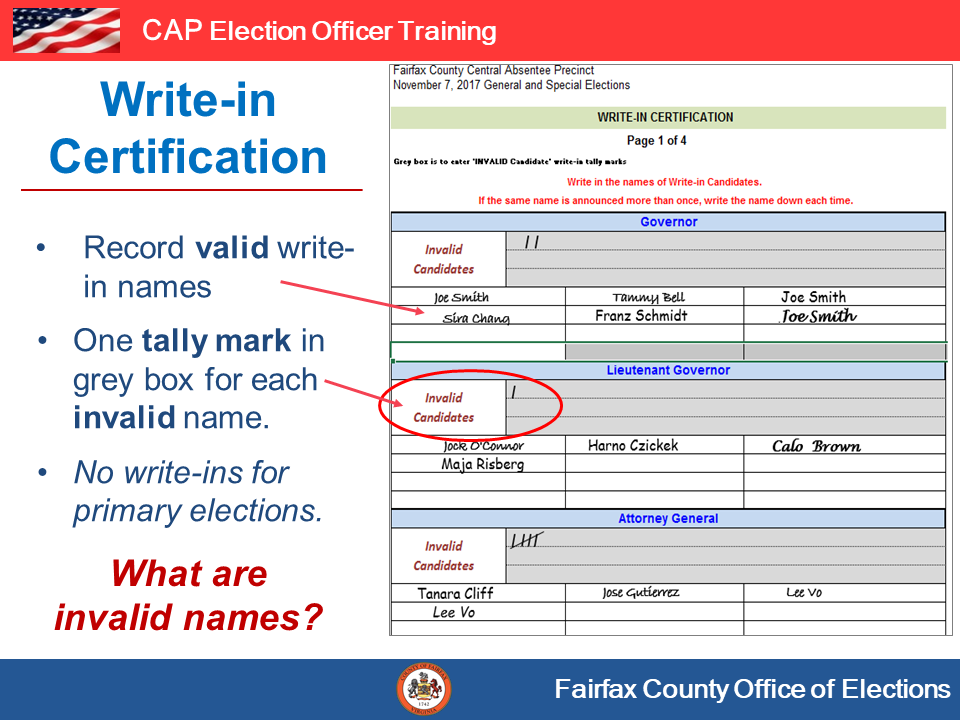 CAP Election Officer Training
Write-in
Certification
• Record valid write-
in names
• One tally mark in
grey box for each
invalid name.
• No write-ins for
primary elections.
What are
invalid names?
Fairfax County Central Absentee Precinct
November 7, 2017 General and Special Elections
WRITE-IN CERTIFICATION
Page 1 of 4
Grey box is to enter 'INVALID Candidate' write-in tally marks
Write in the names of Write-in Candidates.
If the same name is announced more than once, write the name down each time.
Governor
Invalid
Candidates
Joe Smith Tammy Bell Joe Smith
Sira Chang Franz Schmidt Joe Smith
Lieutenant Governor
Invalid
Candidates
Jock O'Connor Harno Czickek Calo Brown
Maja Risberg
Attorney General
Invalid
Candidates
Tanara Cliff Jose Gutíerrez Lee Vo
Lee Vo
Fairfax County Office of Elections